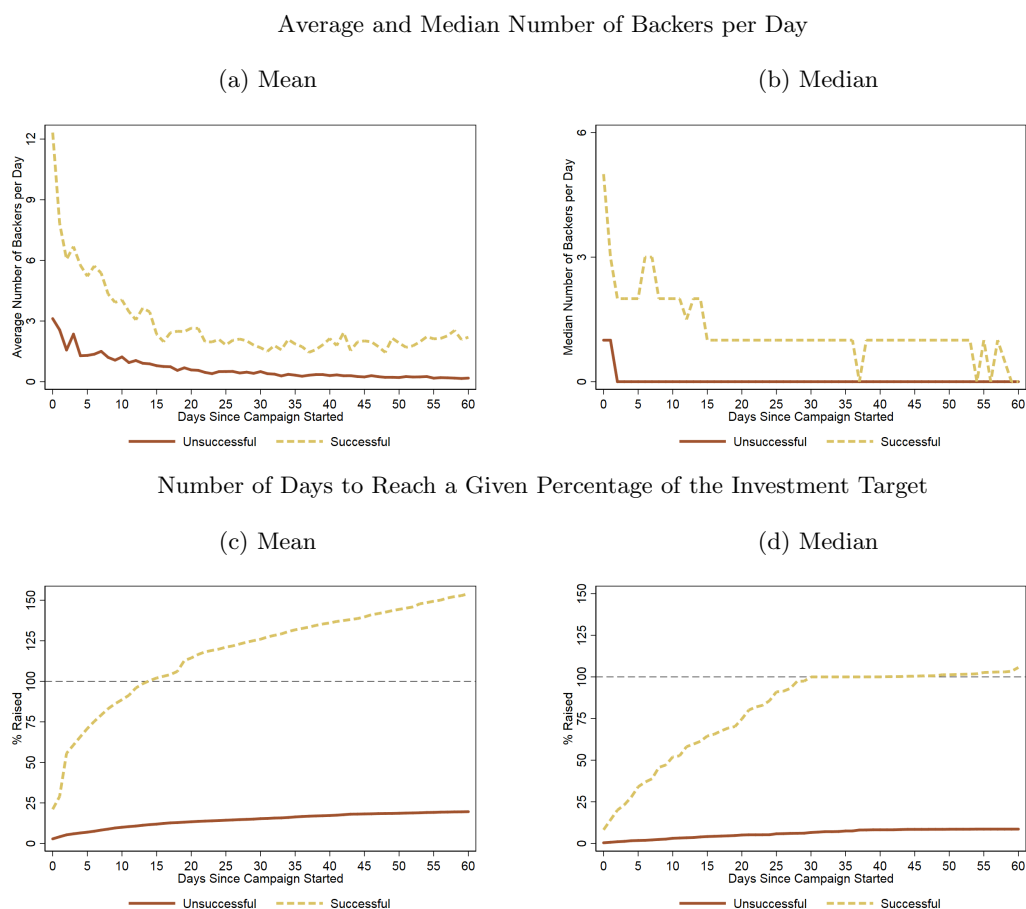 Average and Median Number of Backers per Day
(a) Mean
(b) Median
Average Number of Backers per Day
12
9
6
3
0
0 5 10 15 20 25 30 35 40 45 50 55 60
Days Since Campaign Started
Unsuccessful Successful
Median Number of Backers per Day
6
3
0
0 5 10 15 20 25 30 35 40 45 50 55 60
Days Since Campaign Started
Unsuccessful Successful
Number of Days to Reach a Given Percentage of the Investment Target
(c) Mean
(d) Median
% Raised
150
125
100
75
50
25
0
0 5 10 15 20 25 30 35 40 45 50 55 60
Days Since Campaign Started
Unsuccessful Successful
% Raised
150
125
100
75
50
25
0
0 5 10 15 20 25 30 35 40 45 50 55 60
Days Since Campaign Started
Unsuccessful Successful